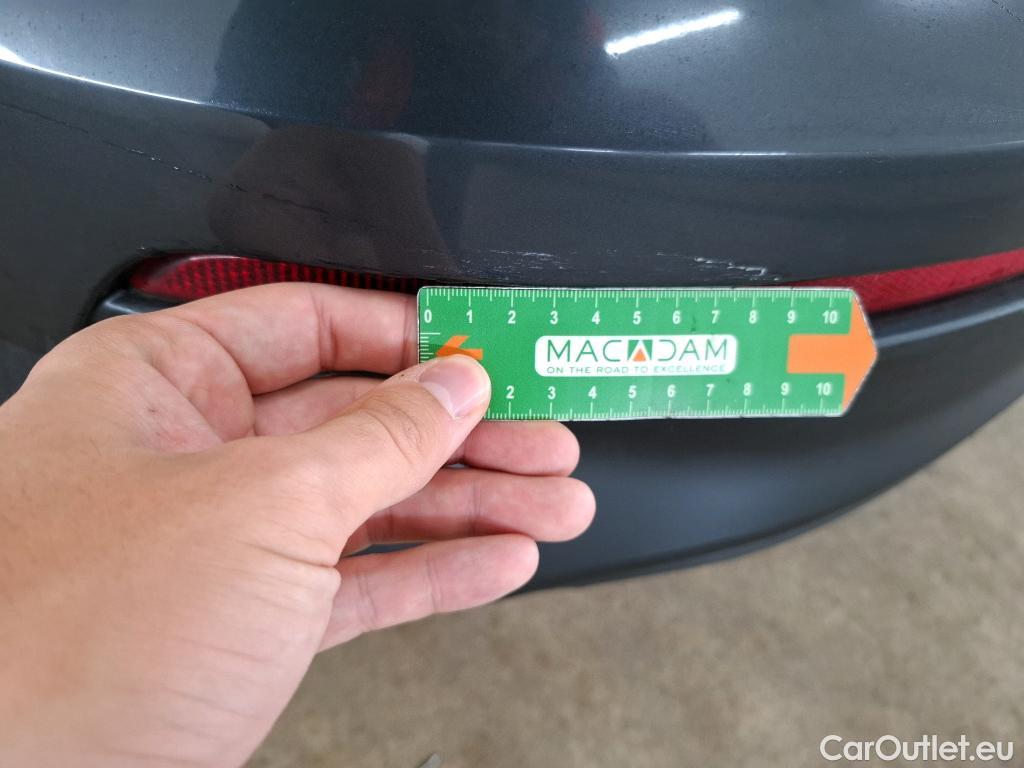 0 1 2 3 4 5 6 7 8 9 10
MACADAM
ON THE ROAD TO EXCELLENCE
2 3 4 5 6 7 8 9 10
CarOutlet.eu